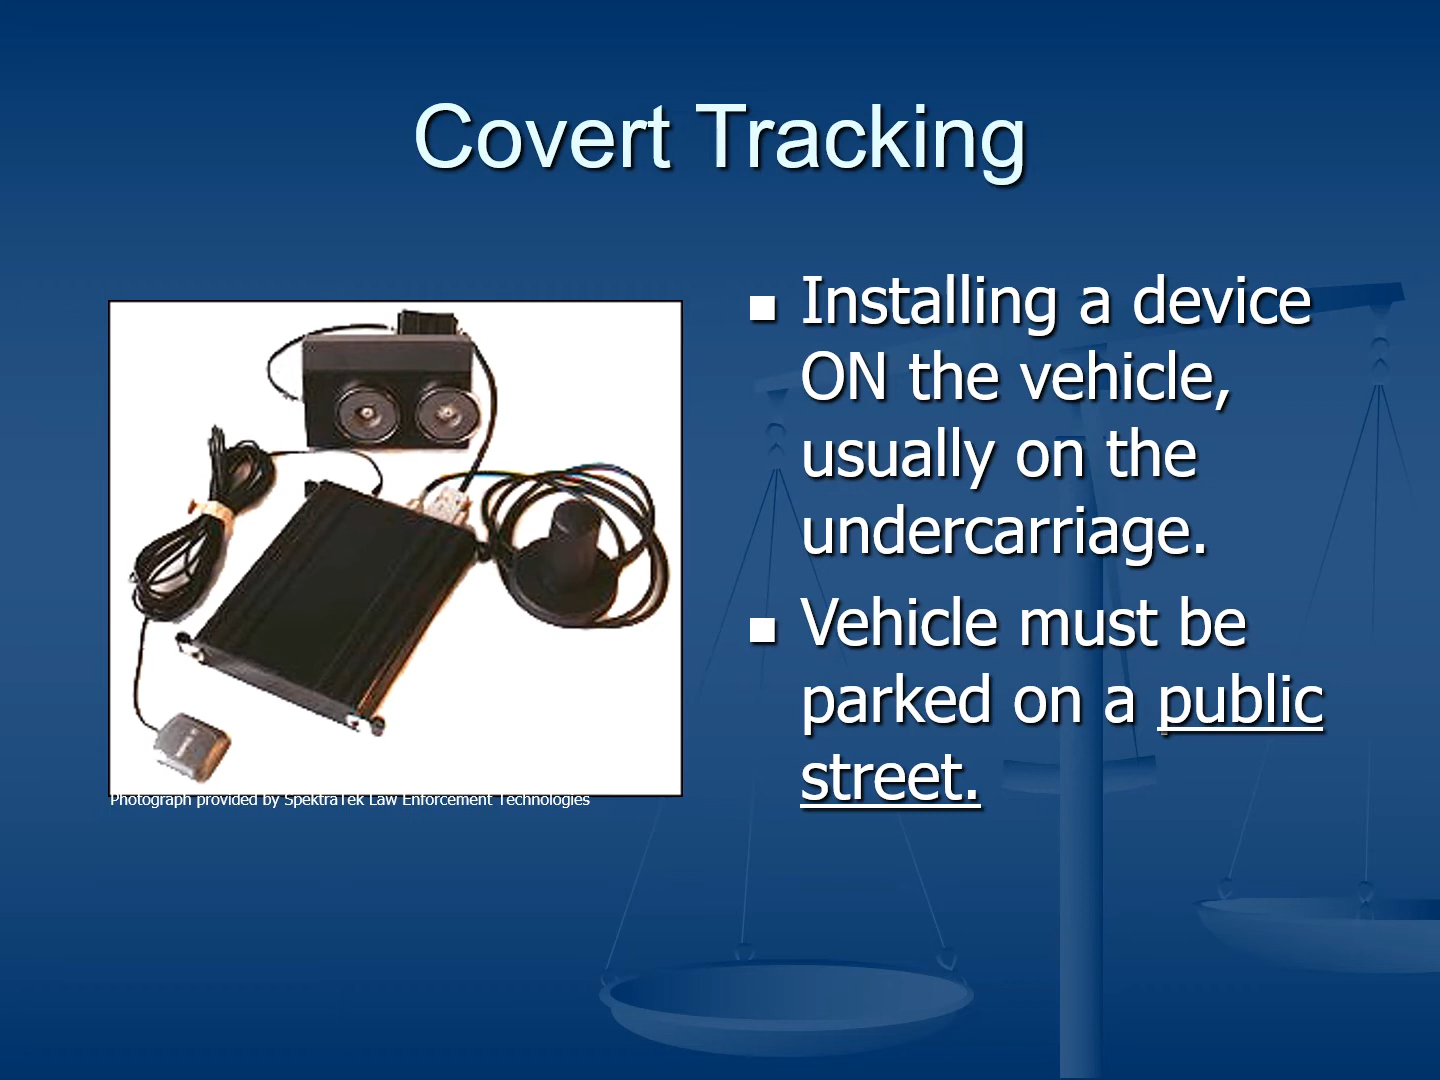 Covert Tracking
Installing a device
ON the vehicle,
usually on the
undercarriage.
Vehicle must be
parked on a public
street.
Photograph provided by SpektraTek Law Enforcement Technologies